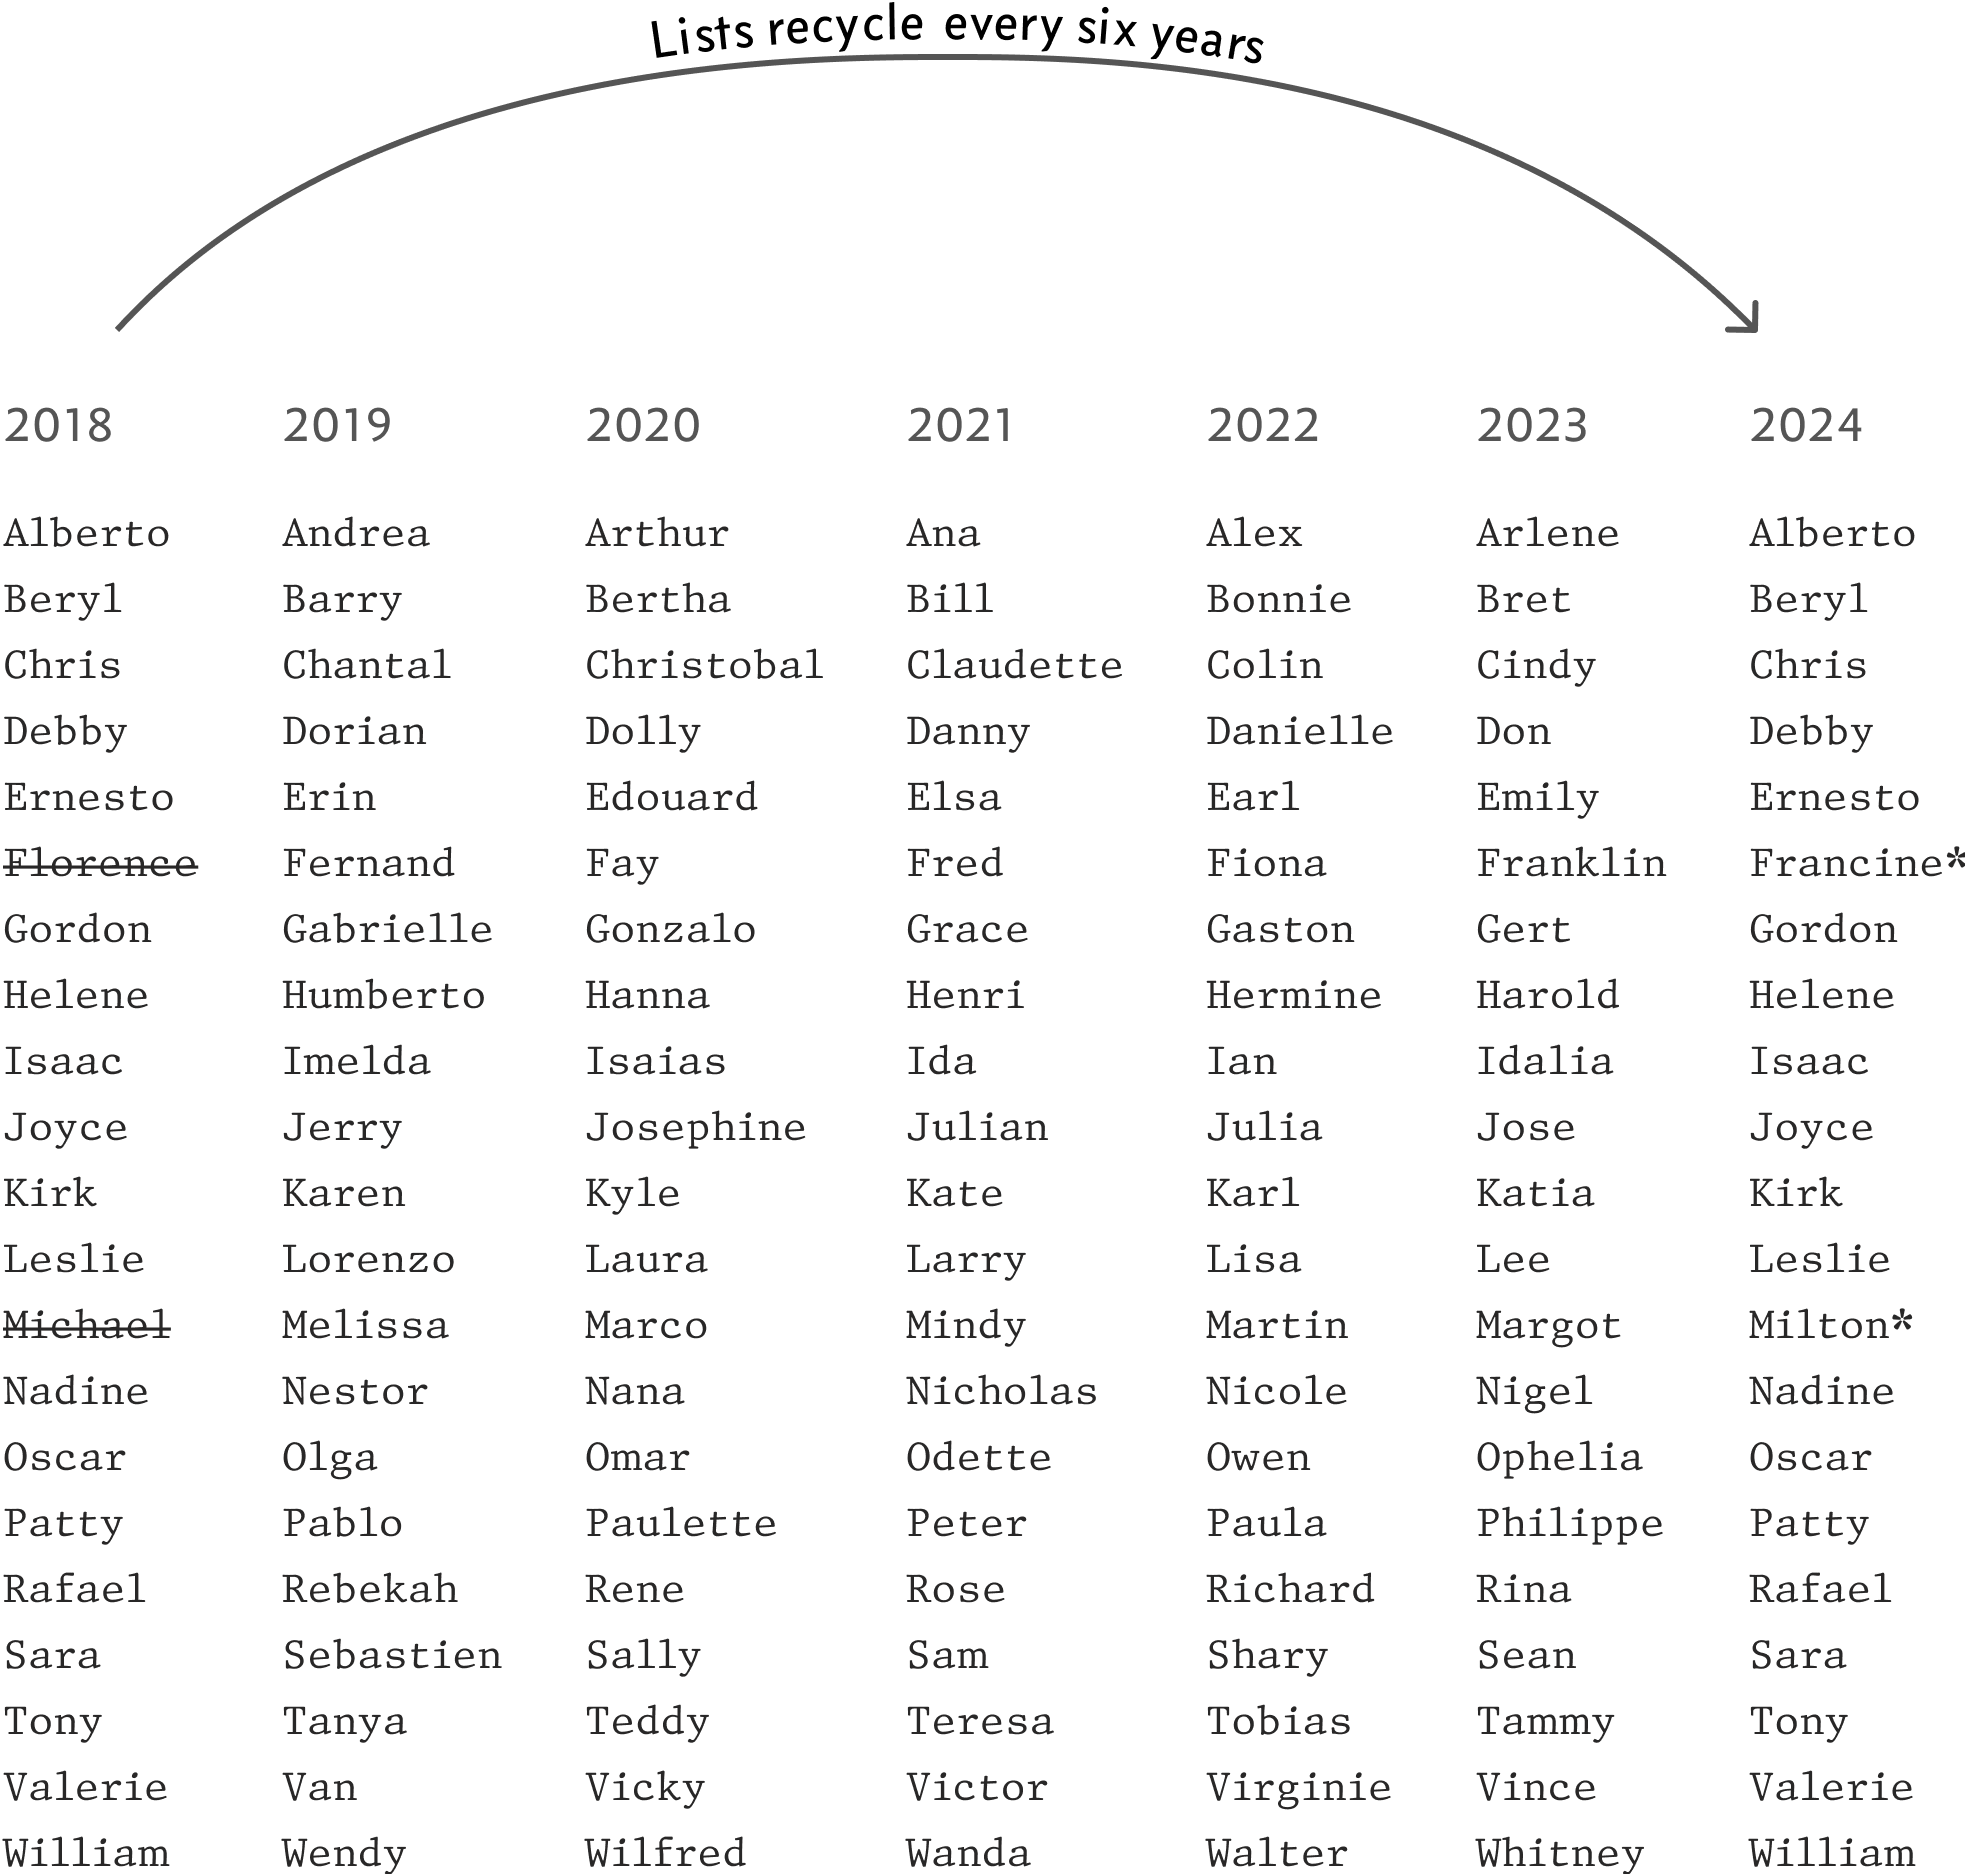 Lists recycle every six years
2018 2019 2020 2021 2022 2023 2024
Alberto Andrea Arthur Ana Alex Arlene Alberto
Beryl Barry Bertha Bill Bonnie Bret Beryl
Chris Chantal Christobal Claudette Colin Cindy Chris
Debby Dorian Dolly Danny Danielle Don Debby
Ernesto Erin Edouard Elsa Earl Emily Ernesto
Florence Fernand Fay Fred Fiona Franklin Francine*
Gordon Gabrielle Gonzalo Grace Gaston Gert Gordon
Helene Humberto Hanna Henri Hermine Harold Helene
Isaac Imelda Isaias Ida Ian Idalia Isaac
Joyce Jerry Josephine Julian Julia Jose Joyce
Kirk Karen Kyle Kate Karl Katia Kirk
Leslie Lorenzo Laura Larry Lisa Lee Leslie
Michael Melissa Marco Mindy Martin Margot Milton*
Nadine Nestor Nana Nicholas Nicole Nigel Nadine
Oscar Olga Omar Odette Owen Ophelia Oscar
Patty Pablo Paulette Peter Paula Philippe Patty
Rafael Rebekah Rene Rose Richard Rina Rafael
Sara Sebastien Sally Sam Shary Sean Sara
Tony Tanya Teddy Teresa Tobias Tammy Tony
Valerie Van Vicky Victor Virginie Vince Valerie
William Wendy Wilfred Wanda Walter Whitney William